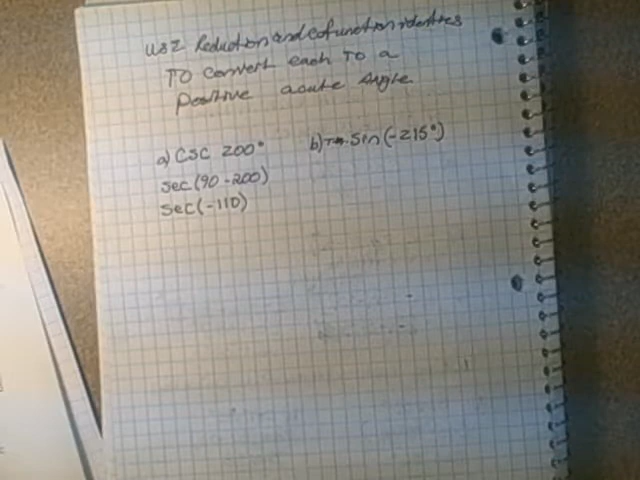 use Reduction and cofunction identities
TO convert each TO a
Positive acute Angle
a) CSC 200° b) Sin(-215°)
sec(90-200)
sec(-110)